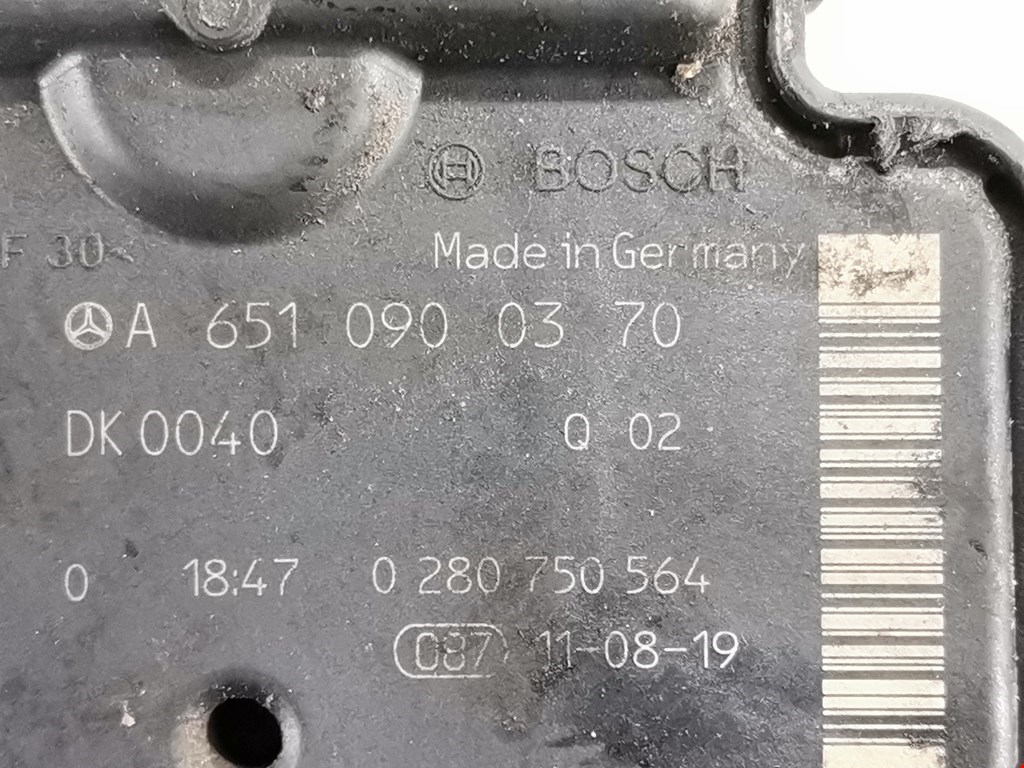 BOSCH
F 30<
Made in Germany
A 651 090 03 70
DK 0040 Q 02
0 18:47 0 280 750 564
087 11-08-19